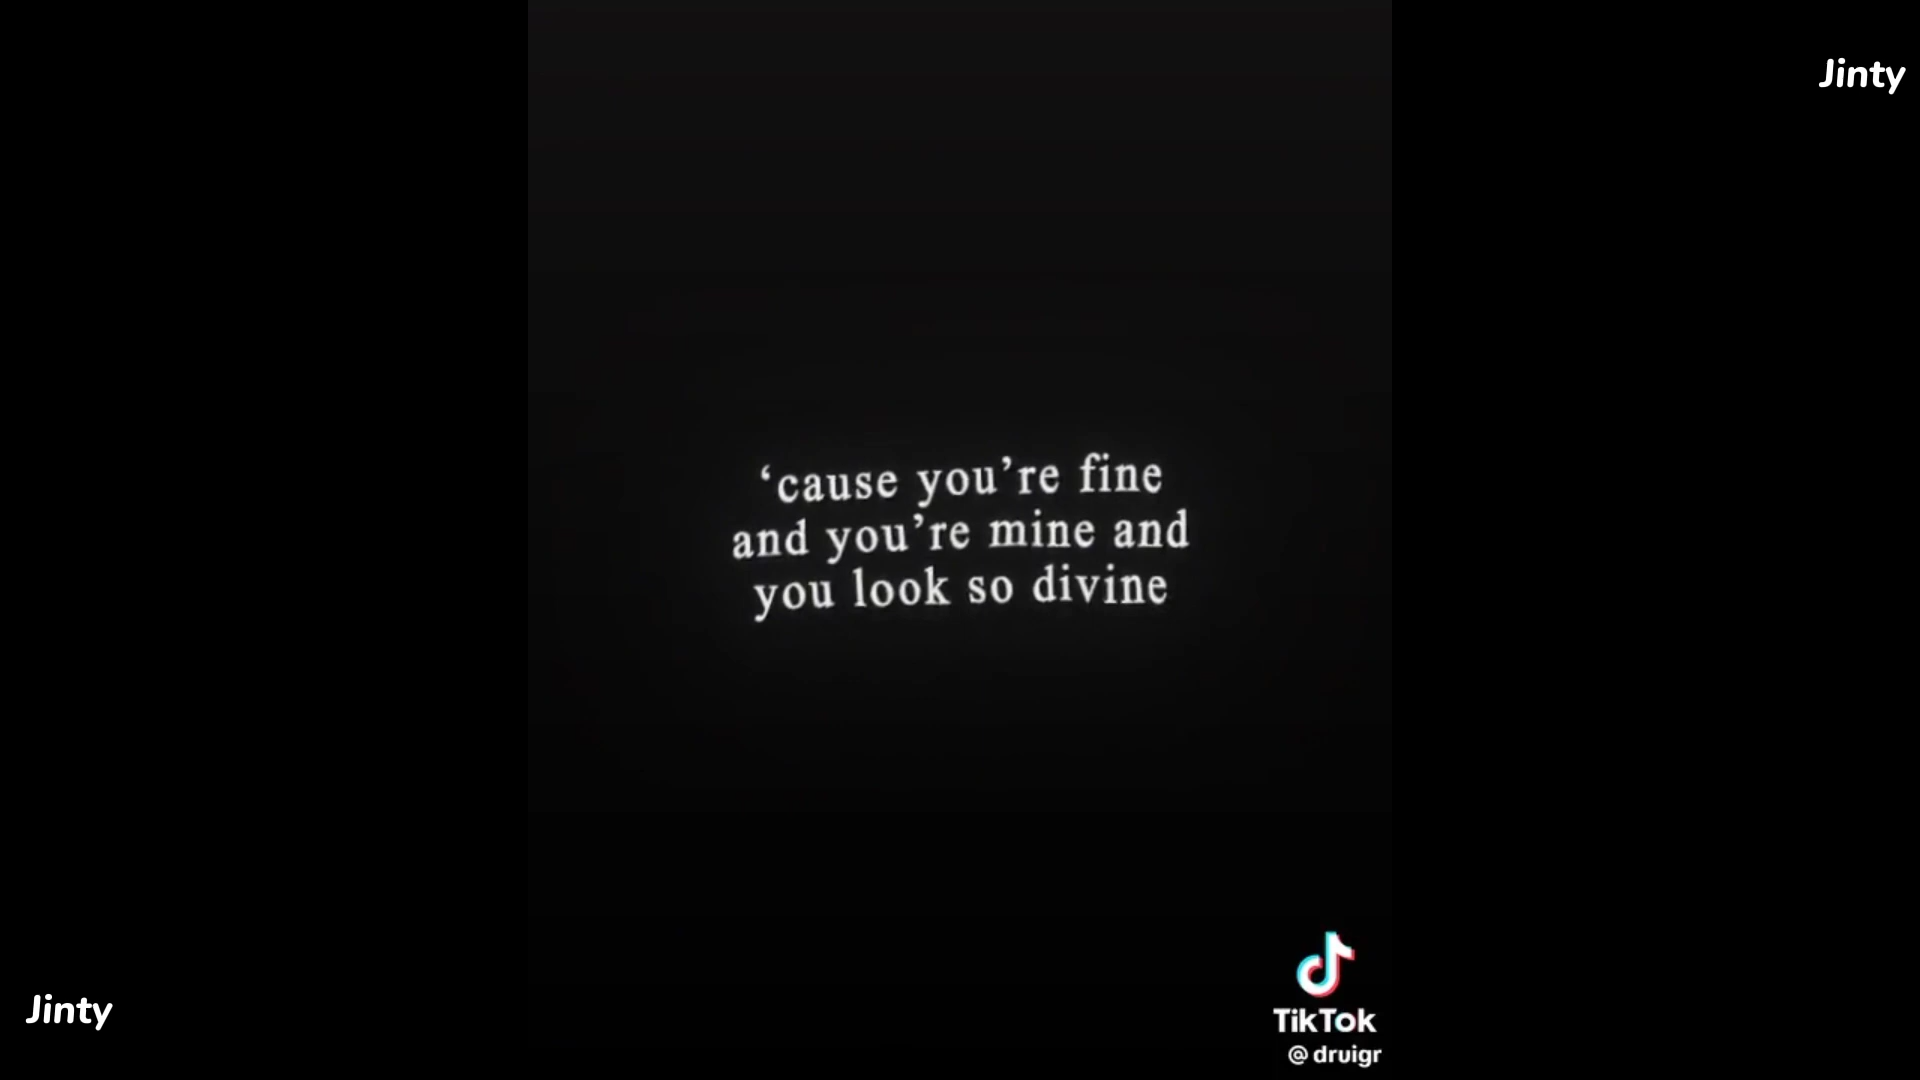 Jinty
‘cause you’re fine
and you’re mine and
you look so divine
TikTok
@druigr
Jinty